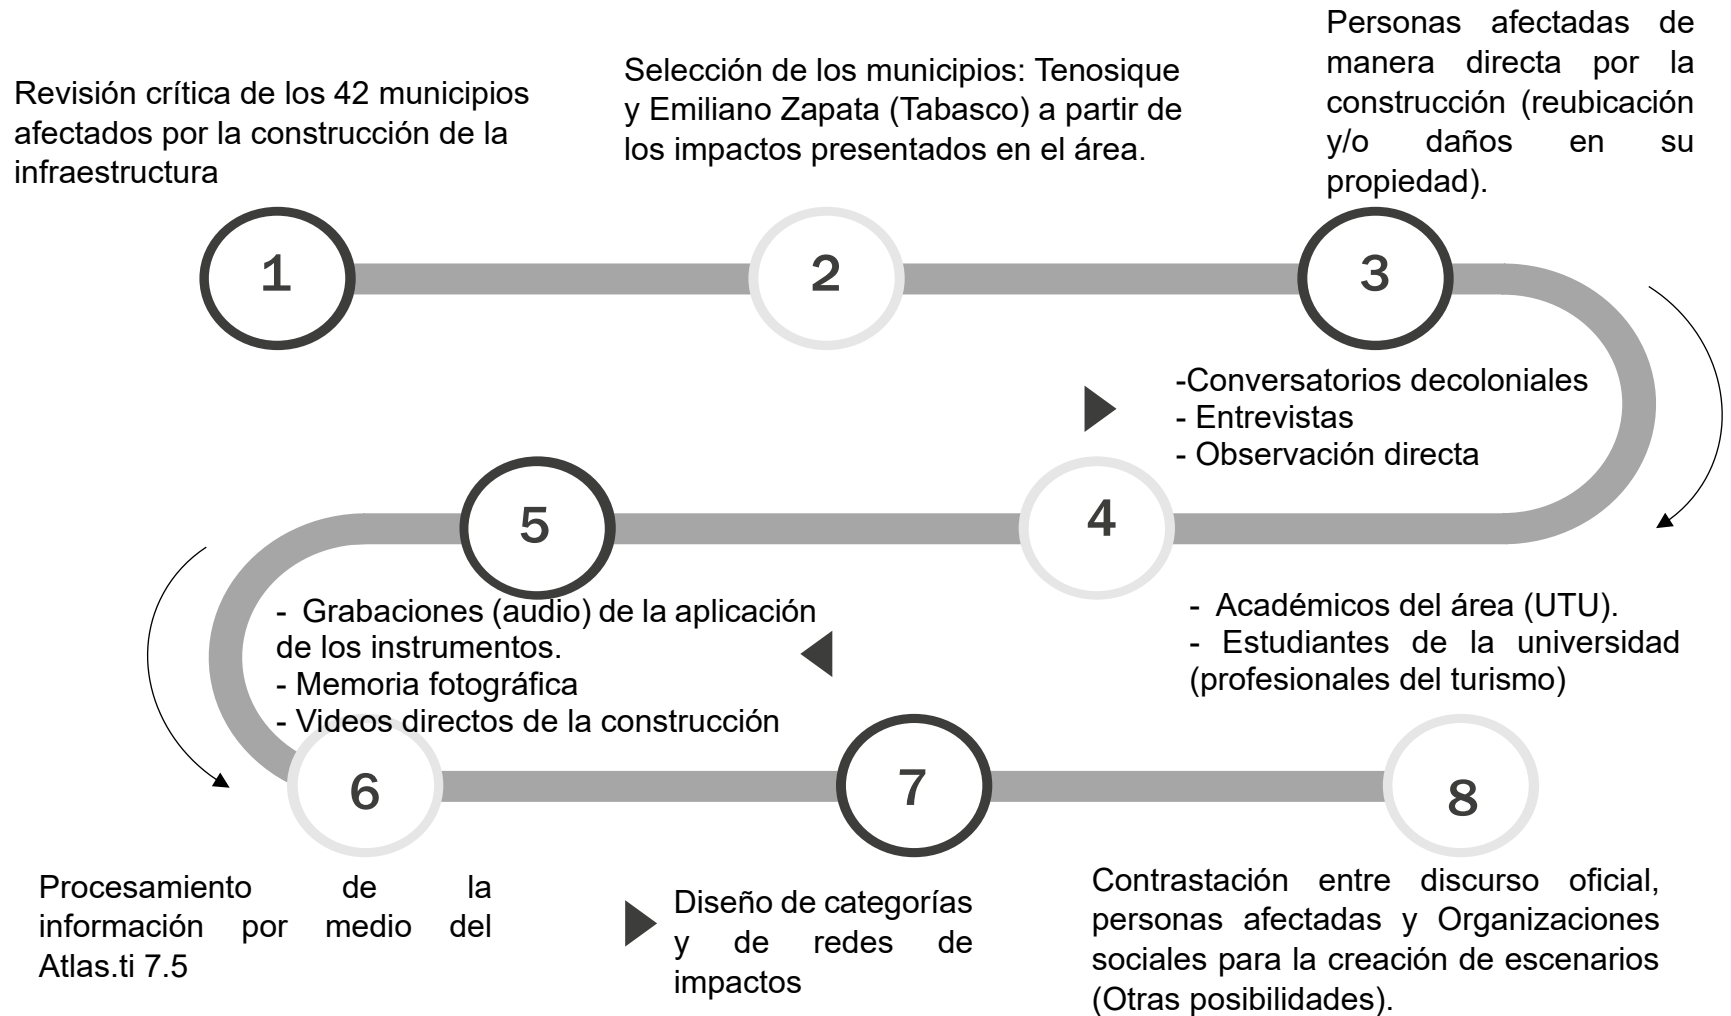 Revisión crítica de los 42 municipios
afectados por la construcción de la
infraestructura
Selección de los municipios: Tenosique
y Emiliano Zapata (Tabasco) a partir de
los impactos presentados en el área.
Personas afectadas de
manera directa por la
construcción (reubicación
y/o daños en su
propiedad).
1
2
3
-Conversatorios decoloniales
- Entrevistas
- Observación directa
4
5
- Académicos del área (UTU).
- Estudiantes de la universidad
(profesionales del turismo)
- Grabaciones (audio) de la aplicación
de los instrumentos.
- Memoria fotográfica
- Videos directos de la construcción
6
7
8
Procesamiento de la
información por medio del
Atlas.ti 7.5
Diseño de categorías
y de redes de
impactos
Contrastación entre discurso oficial,
personas afectadas y Organizaciones
sociales para la creación de escenarios
(Otras posibilidades).